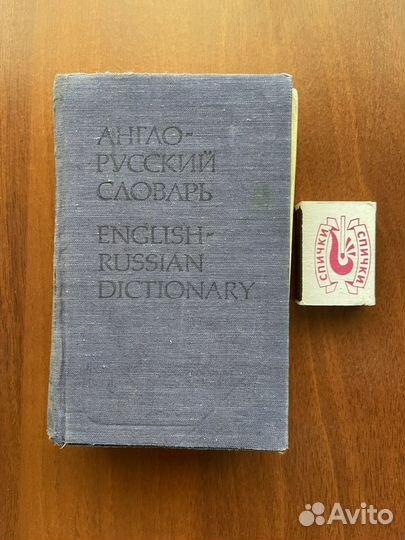 АНГЛО-
РУССКИЙ
СЛОВАРЬ
ENGLISH-
RUSSIAN
DICTIONARY
СПИЧКИ
СПИЧКИ
Avito